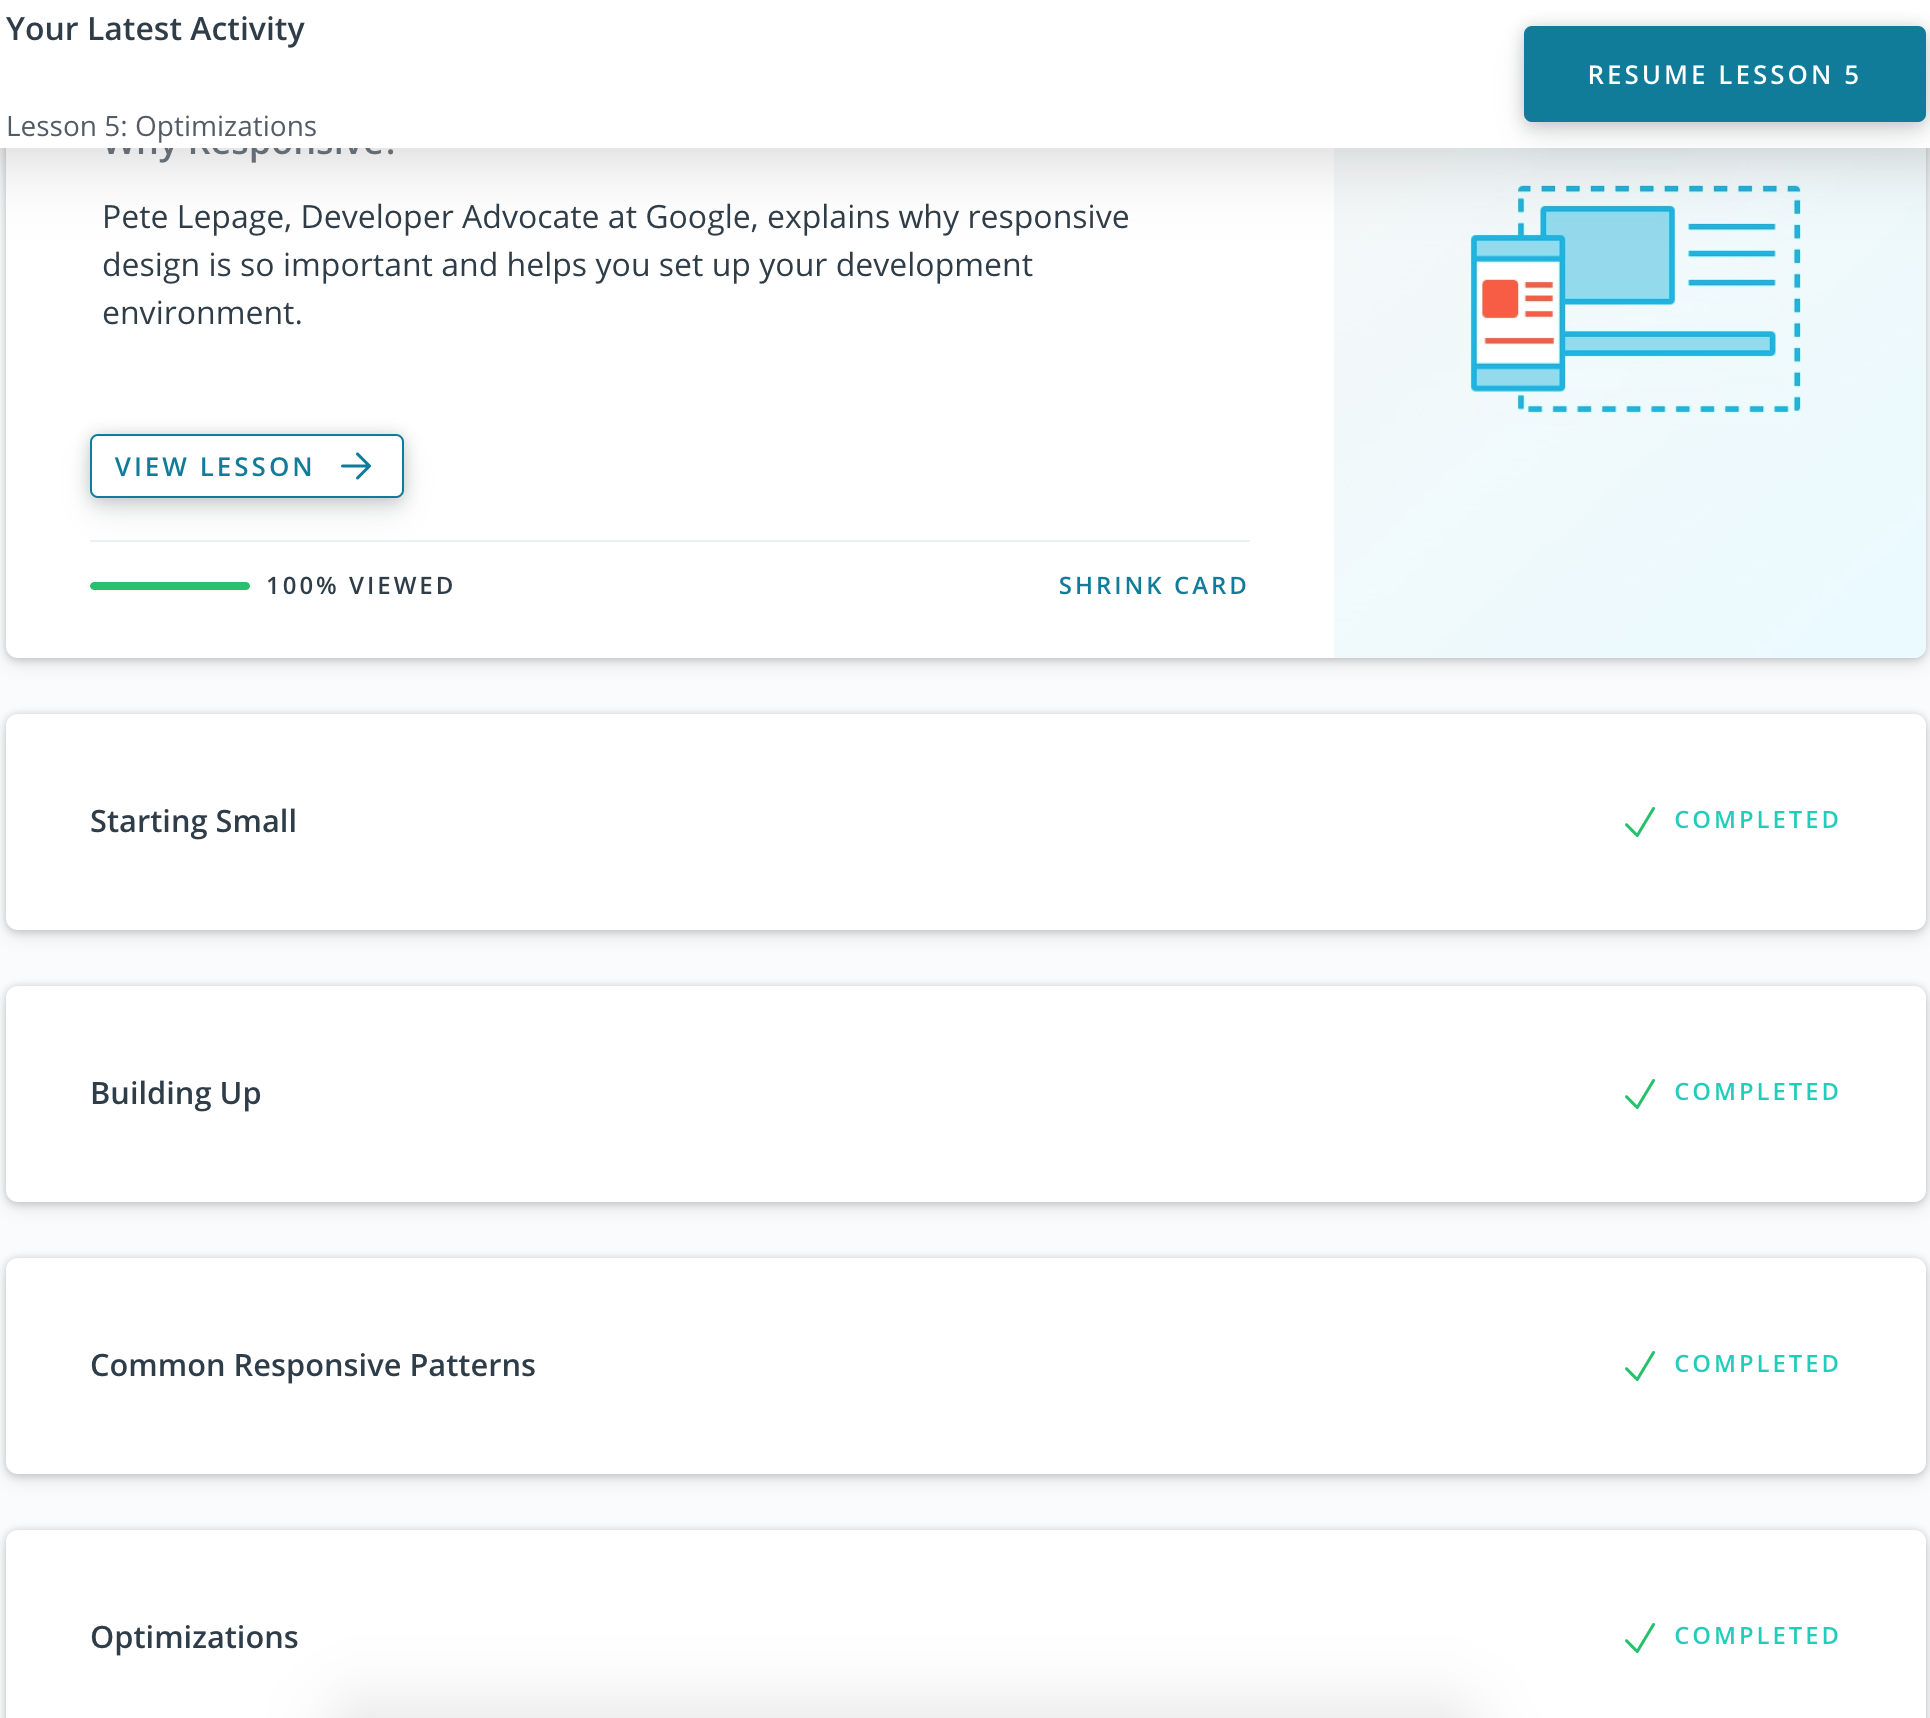 Your Latest Activity
RESUME LESSON 5
Lesson 5: Optimizations
Why Responsive?
Pete Lepage, Developer Advocate at Google, explains why responsive
design is so important and helps you set up your development
environment.
VIEW LESSON
100% VIEWED
SHRINK CARD
Starting Small
COMPLETED
Building Up
COMPLETED
Common Responsive Patterns
COMPLETED
Optimizations
COMPLETED